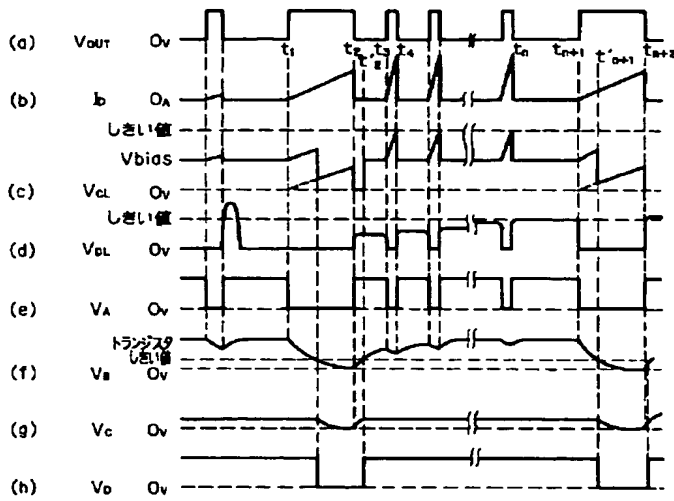 (a) VOUT 0V t1 t2 t'2 t3 t4 tn tn+1 t'n+1 tn+2
(b) ID 0A
しきい値
Vbias
(c) VCL 0V
しきい値
(d) VDL 0V
(e) VA 0V
トランジスタ
しきい値
(f) VB 0V
(g) VC 0V
(h) VD 0V